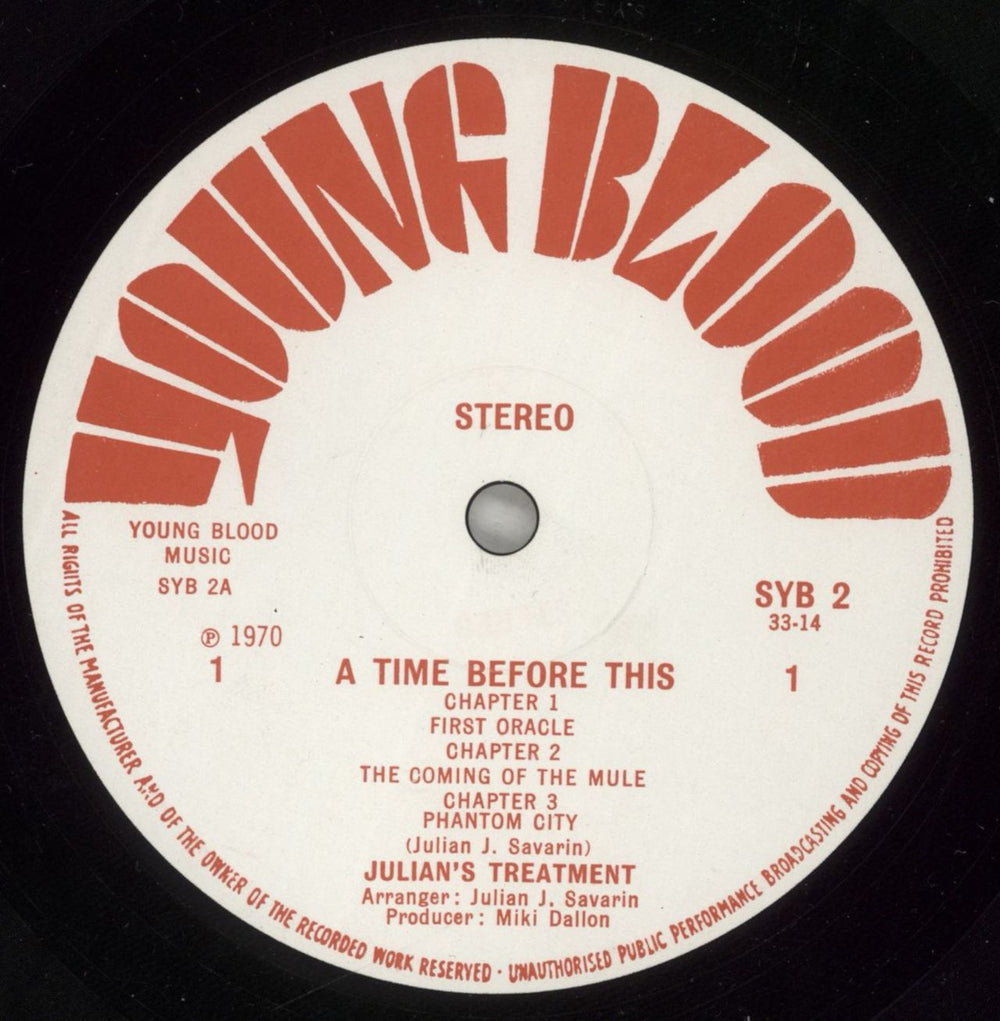 YOUNG BLOOD
STEREO
YOUNG BLOOD
MUSIC
SYB 2A
℗ 1970
1
SYB 2
33-14
1
A TIME BEFORE THIS
CHAPTER 1
FIRST ORACLE
CHAPTER 2
THE COMING OF THE MULE
CHAPTER 3
PHANTOM CITY
(Julian J. Savarin)
JULIAN'S TREATMENT
Arranger: Julian J. Savarin
Producer: Miki Dallon
ALL RIGHTS OF THE MANUFACTURER AND OF THE OWNER OF THE RECORDED WORK RESERVED · UNAUTHORISED PUBLIC PERFORMANCE BROADCASTING AND COPYING OF THIS RECORD PROHIBITED